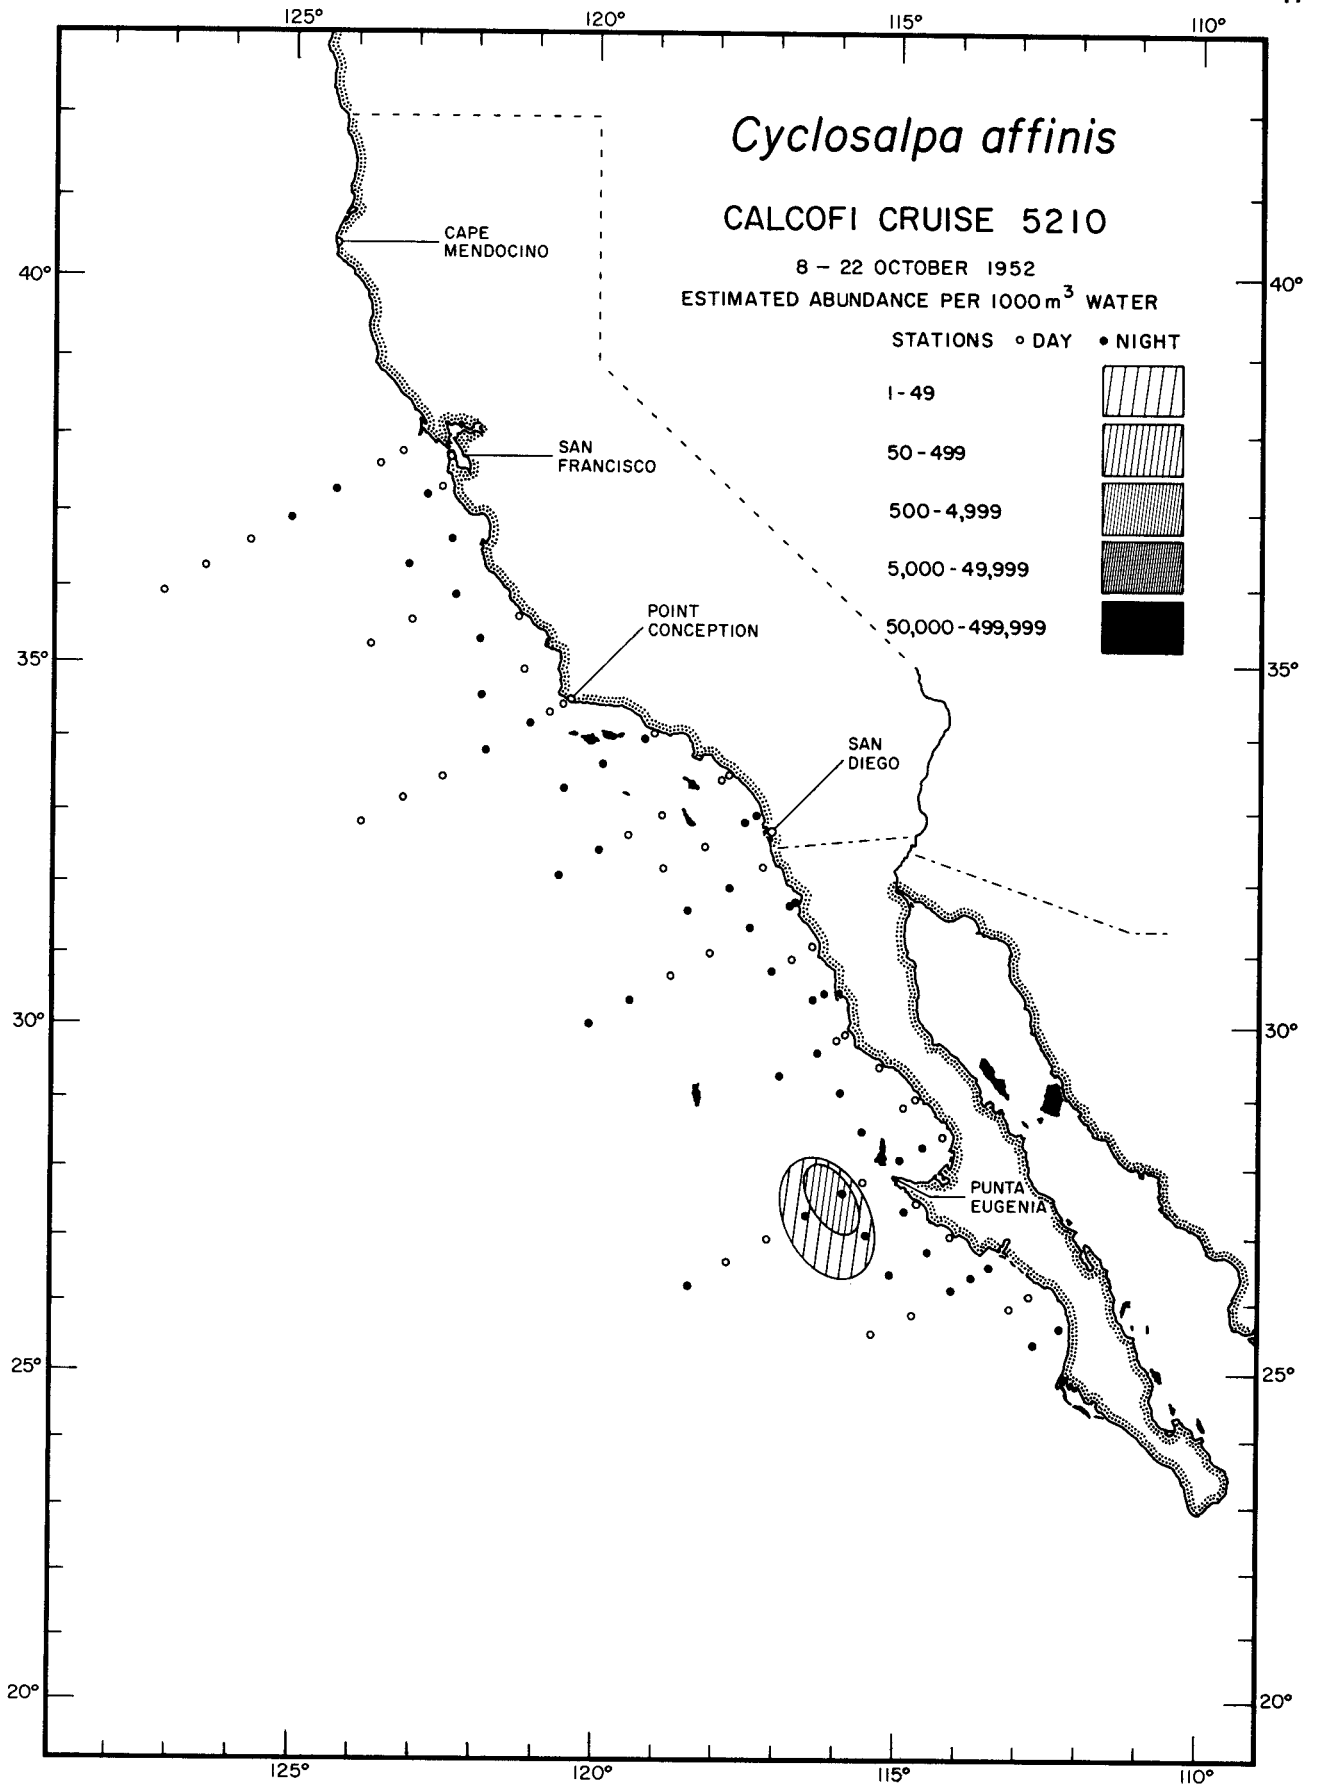 125° 120° 115° 110°
Cyclosalpa affinis
CALCOFI CRUISE 5210
8 – 22 OCTOBER 1952
ESTIMATED ABUNDANCE PER 1000 m³ WATER
STATIONS ○ DAY ● NIGHT
1 - 49
50 - 499
500 - 4,999
5,000 - 49,999
50,000 - 499,999
CAPE
MENDOCINO
40° 40°
SAN
FRANCISCO
POINT
CONCEPTION
35° 35°
SAN
DIEGO
30° 30°
PUNTA
EUGENIA
25° 25°
20° 20°
125° 120° 115° 110°